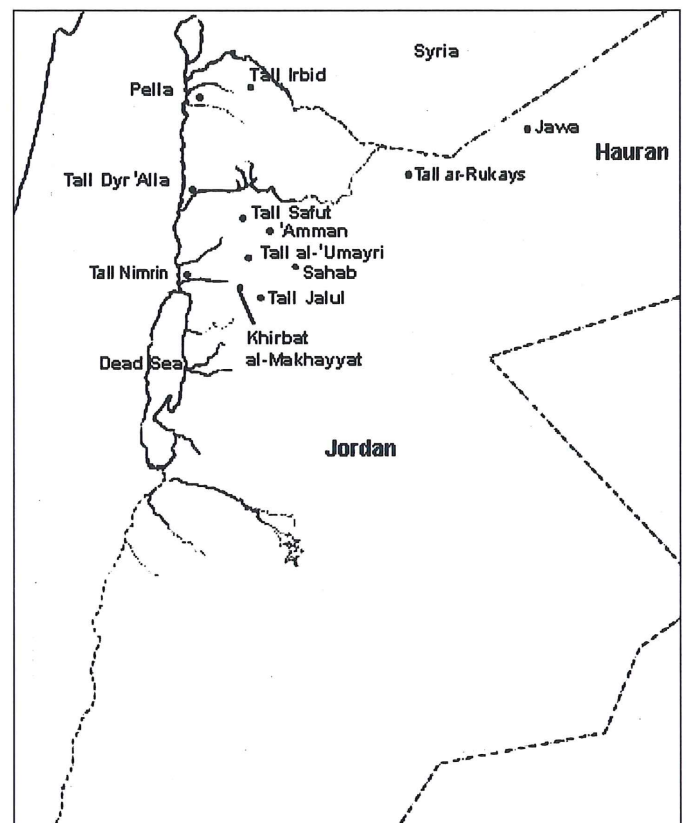 Syria
Tall Irbid
Pella
Jawa
Hauran
Tall ar-Rukays
Tall Dyr 'Alla
Tall Safut
'Amman
Tall al-'Umayri
Tall Nimrin
Sahab
Tall Jalul
Khirbat
al-Makhayyat
Dead Sea
Jordan